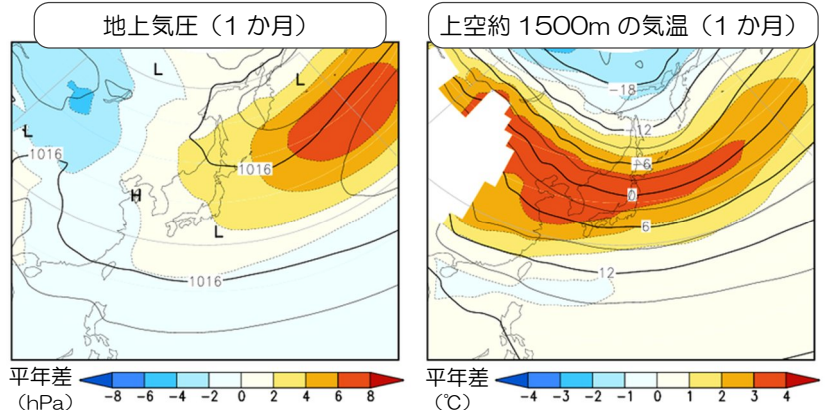 地上気圧（1か月）
上空約1500mの気温（1か月）
L
L
L
1016
1016
H
L
1016
-18
-12
-6
0
6
12
平年差
（hPa）
-8 -6 -4 -2 0 2 4 6 8
平年差
（℃）
-4 -3 -2 -1 0 1 2 3 4